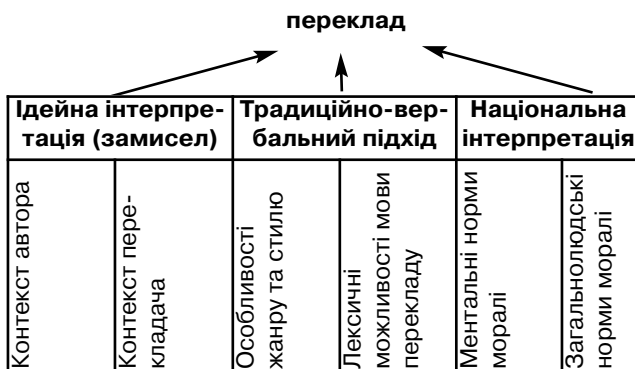 переклад
Ідейна інтерпре-
тація (замисел)
Традиційно-вер-
бальний підхід
Національна
інтерпретація
Контекст автора
Контекст пере-
кладача
Особливості
жанру та стилю
Лексичні
можливості мови
перекладу
Ментальні норми
моралі
Загальнолюдські
норми моралі